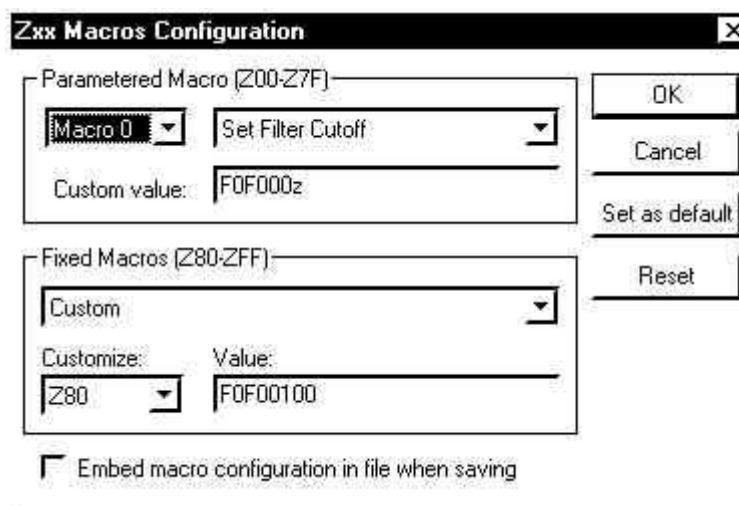 Zxx Macros Configuration
Parametered Macro (Z00-Z7F)
Macro 0
Set Filter Cutoff
Custom value:
F0F000z
Fixed Macros (Z80-ZFF)
Custom
Customize:
Value:
Z80
F0F00100
Embed macro configuration in file when saving
OK
Cancel
Set as default
Reset